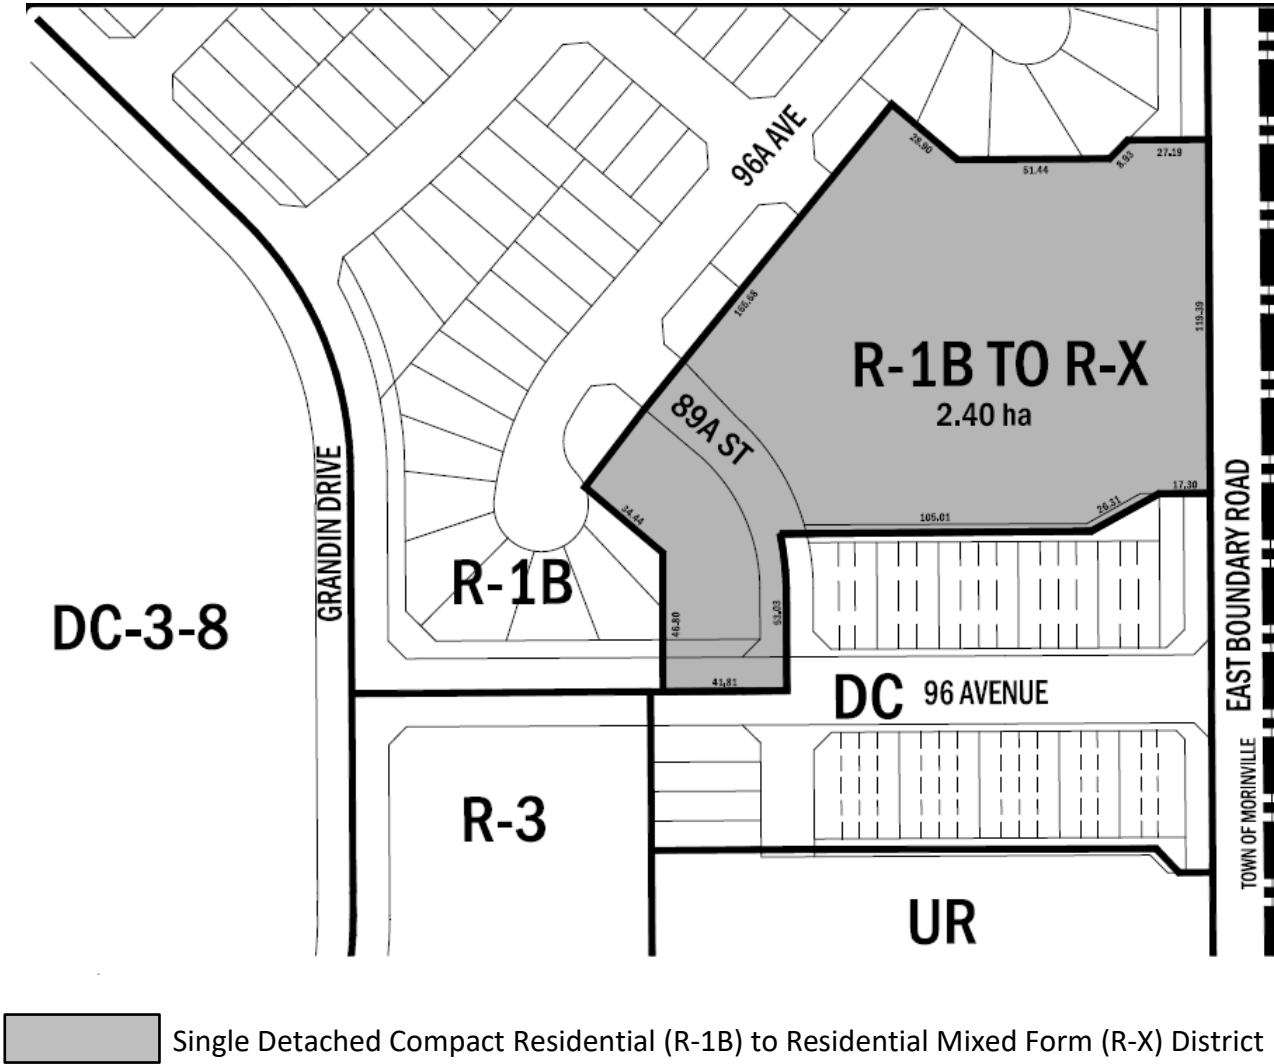 96A AVE
28.90
51.44
8.93
27.19
165.68
119.39
R-1B TO R-X
2.40 ha
89A ST
17.30
26.31
105.01
34.44
GRANDIN DRIVE
EAST BOUNDARY ROAD
R-1B
DC-3-8
46.80
53.03
41.81
DC
96 AVENUE
TOWN OF MORINVILLE
R-3
UR
Single Detached Compact Residential (R-1B) to Residential Mixed Form (R-X) District